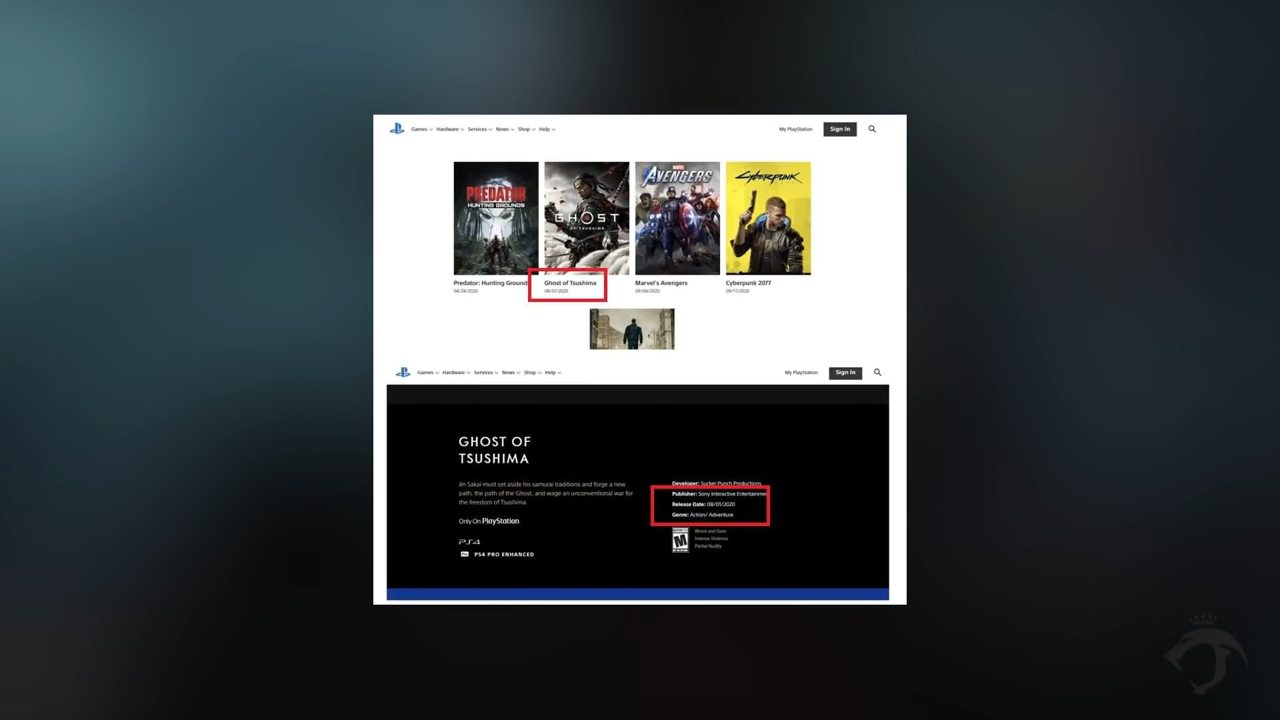 Games Hardware Services News Shop Help My PlayStation Sign In
PREDATOR
HUNTING GROUNDS
GHOST
OF TSUSHIMA
MARVEL
AVENGERS
CYBERPUNK
Predator: Hunting Ground
04/24/2020
Ghost of Tsushima
08/01/2020
Marvel's Avengers
09/04/2020
Cyberpunk 2077
09/17/2020
Games Hardware Services News Shop Help My PlayStation Sign In
GHOST OF
TSUSHIMA
Jin Sakai must set aside his samurai traditions and forge a new
path, the path of the Ghost, and wage an unconventional war for
the freedom of Tsushima.
Only On PlayStation.
PS4
PS4 PRO ENHANCED
Developer: Sucker Punch Productions
Publisher: Sony Interactive Entertainmen
Release Date: 08/01/2020
Genre: Action/ Adventure
M
Blood and Gore
Intense Violence
Partial Nudity